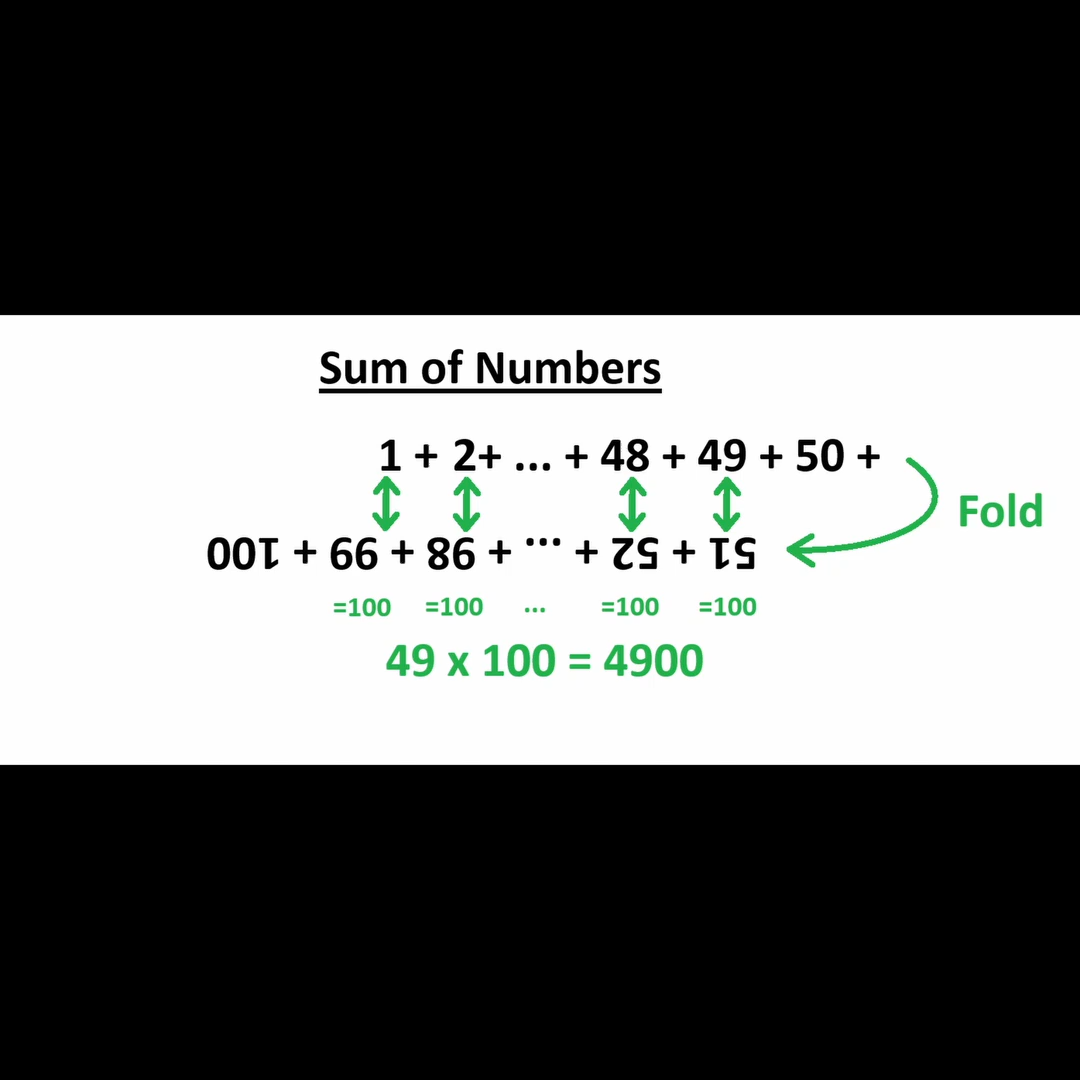 Sum of Numbers
1 + 2+ ... + 48 + 49 + 50 +
Fold
100 + 99 + 98 + ... + 52 + 51
=100 =100 ... =100 =100
49 x 100 = 4900